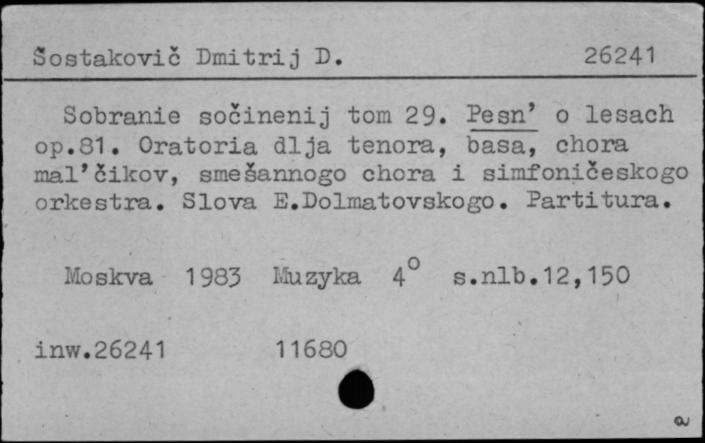 Šostakovič Dmitrij D. 26241
Sobranie sočinenij tom 29. Pesn’ o lesach
op.81. Oratoria dlja tenora, basa, chora
mal’čikov, smešannogo chora i simfoničeskogo
orkestra. Slova E.Dolmatovskogo. Partitura.
Moskva 1983 Muzyka 4° s.nlb.12,150
inw.26241 11680
a